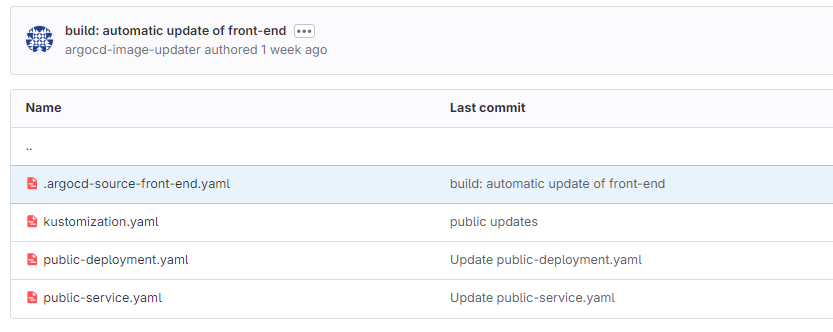 build: automatic update of front-end
argocd-image-updater authored 1 week ago
Name Last commit
..
.argocd-source-front-end.yaml build: automatic update of front-end
kustomization.yaml public updates
public-deployment.yaml Update public-deployment.yaml
public-service.yaml Update public-service.yaml